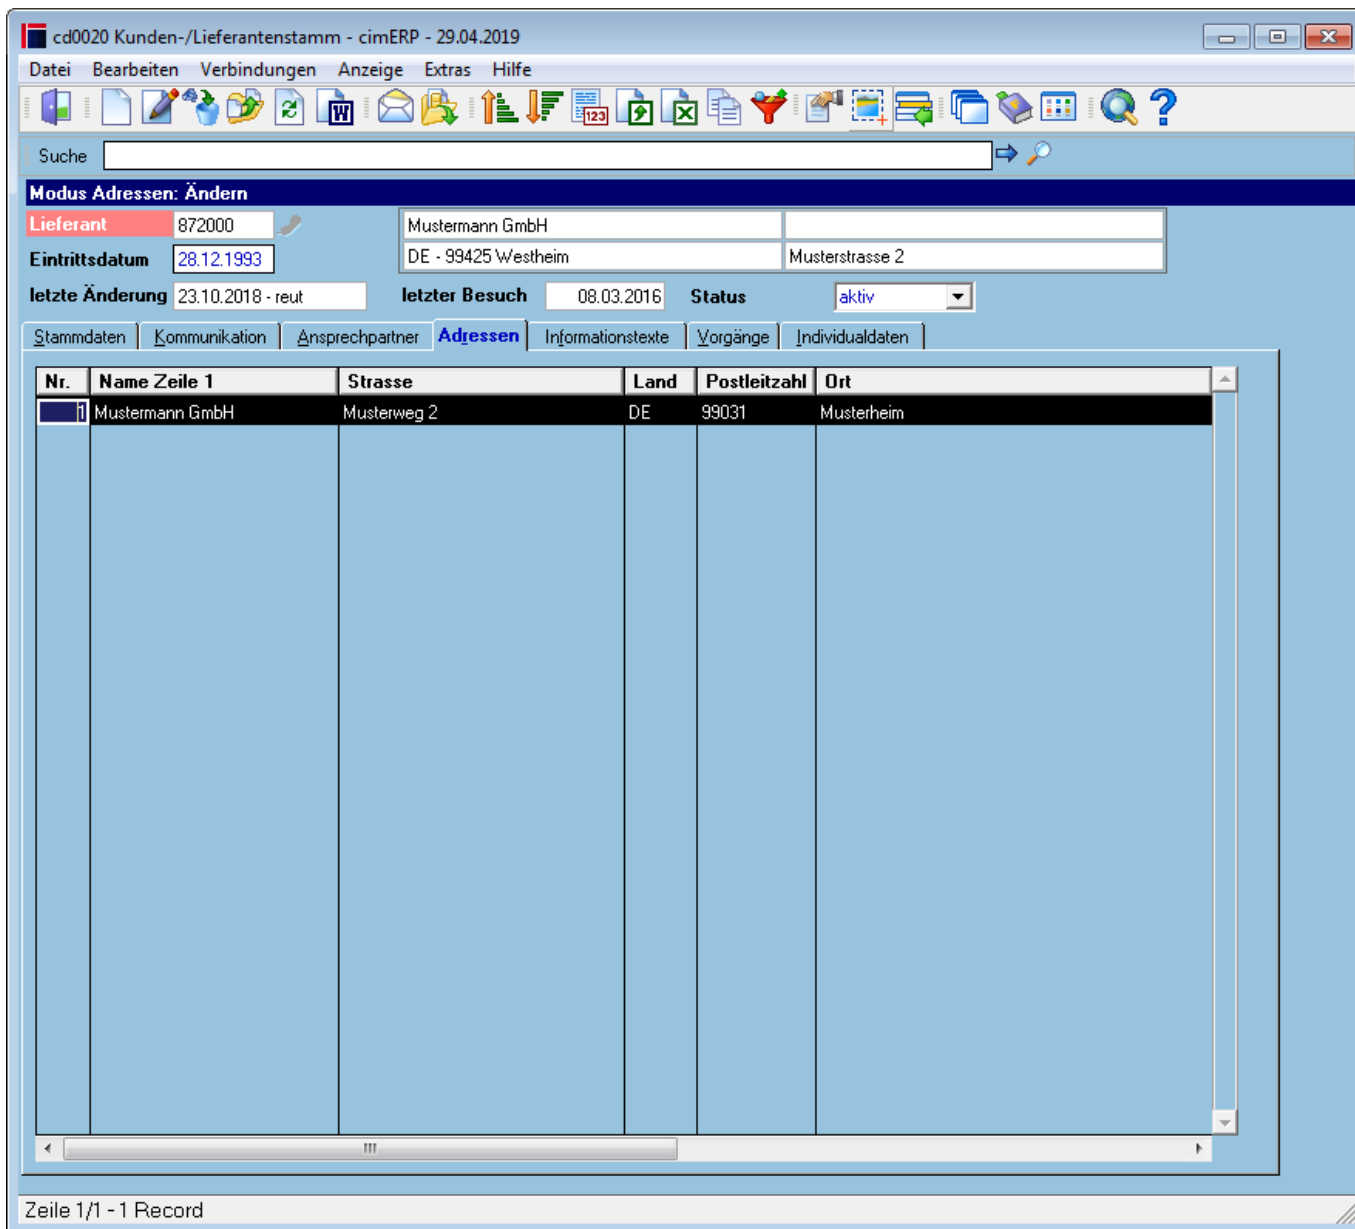 cd0020 Kunden-/Lieferantenstamm - cimERP - 29.04.2019
Datei Bearbeiten Verbindungen Anzeige Extras Hilfe
W 123 ?
Suche
Modus Adressen: Ändern
Lieferant 872000 Mustermann GmbH
Eintrittsdatum 28.12.1993 DE - 99425 Westheim Musterstrasse 2
letzte Änderung 23.10.2018 - reut letzter Besuch 08.03.2016 Status aktiv
Stammdaten Kommunikation Ansprechpartner Adressen Informationstexte Vorgänge Individualdaten
Nr. Name Zeile 1 Strasse Land Postleitzahl Ort
1 Mustermann GmbH Musterweg 2 DE 99031 Musterheim
Zeile 1/1 - 1 Record